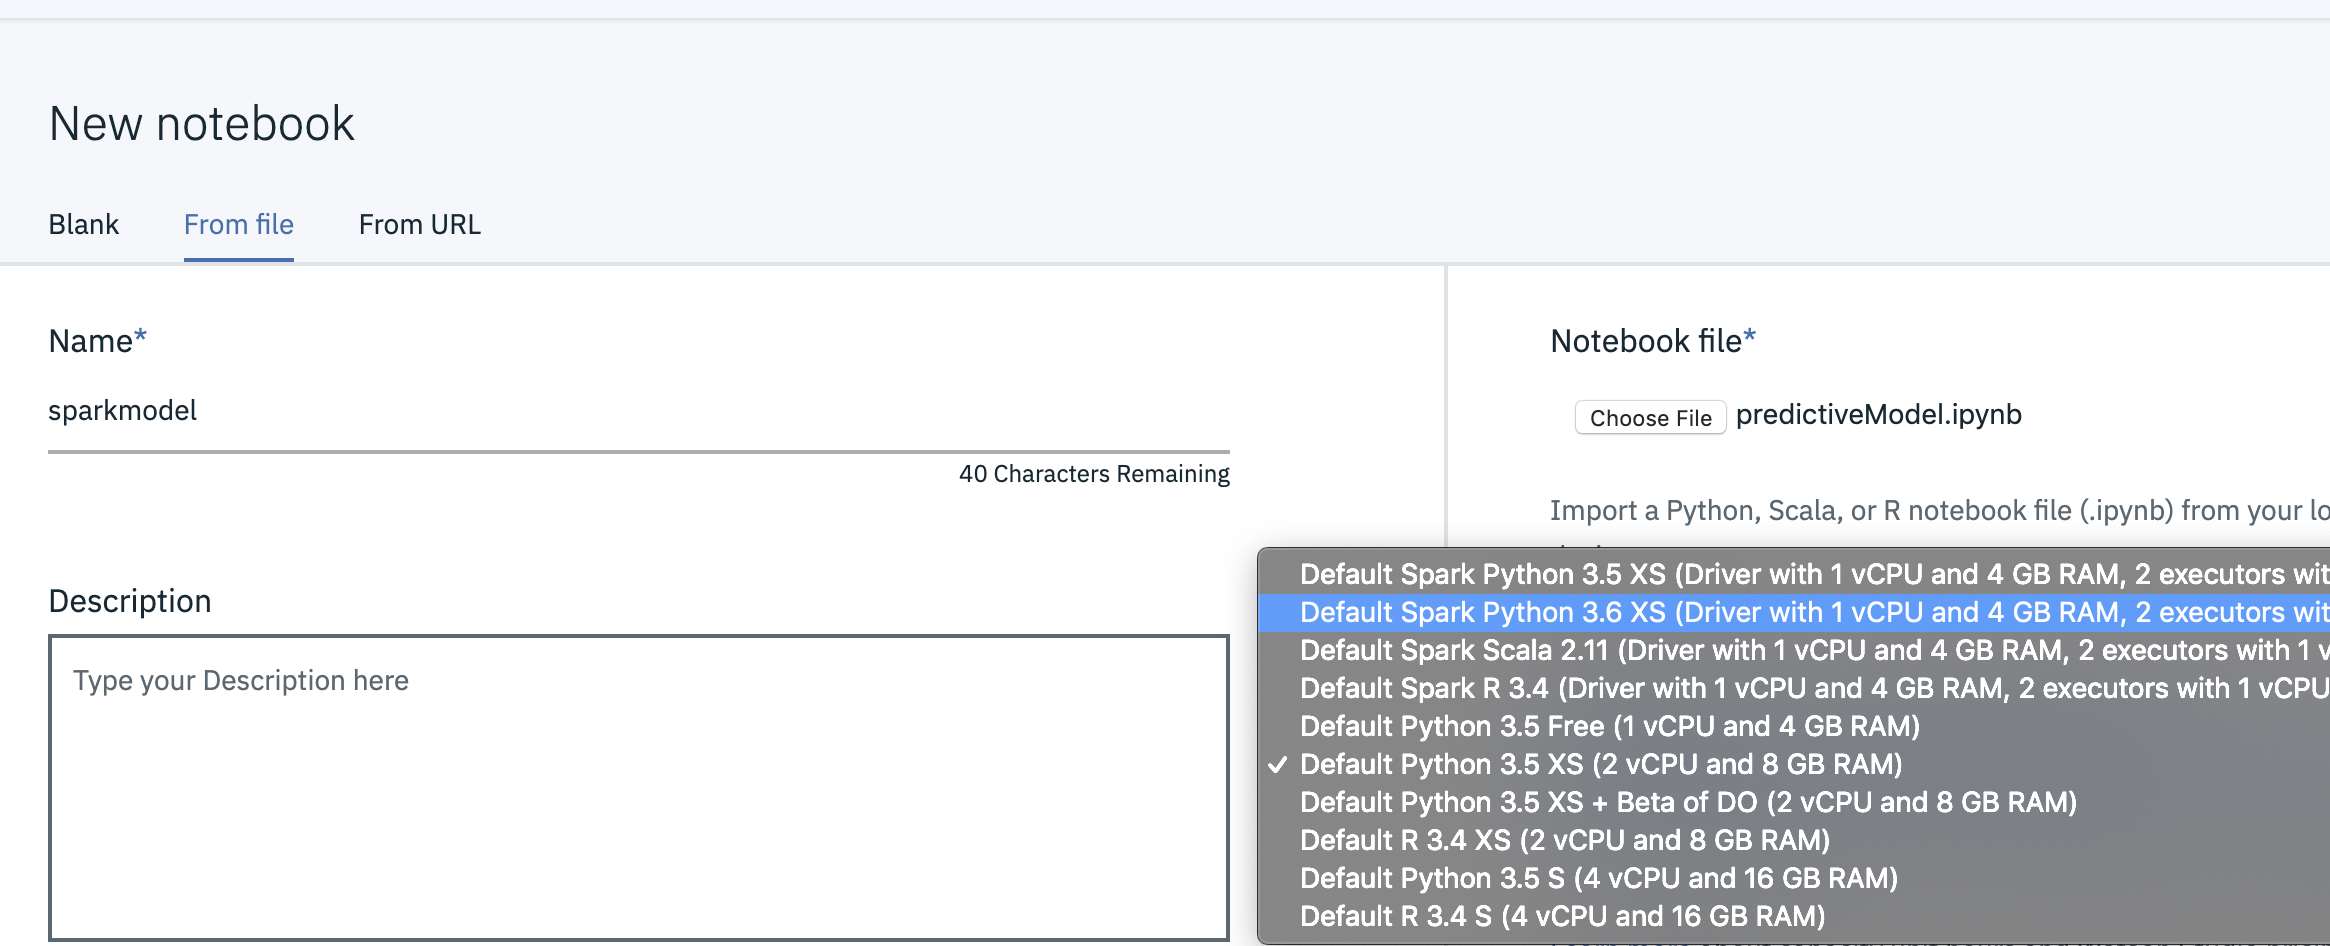 New notebook
Blank From file From URL
Name*
sparkmodel
40 Characters Remaining
Description
Type your Description here
Notebook file*
Choose File predictiveModel.ipynb
Import a Python, Scala, or R notebook file (.ipynb) from your
Default Spark Python 3.5 XS (Driver with 1 vCPU and 4 GB RAM, 2 executors
Default Spark Python 3.6 XS (Driver with 1 vCPU and 4 GB RAM, 2 executors
Default Spark Scala 2.11 (Driver with 1 vCPU and 4 GB RAM, 2 executors with 1
Default Spark R 3.4 (Driver with 1 vCPU and 4 GB RAM, 2 executors with 1 vCPU
Default Python 3.5 Free (1 vCPU and 4 GB RAM)
✓ Default Python 3.5 XS (2 vCPU and 8 GB RAM)
Default Python 3.5 XS + Beta of DO (2 vCPU and 8 GB RAM)
Default R 3.4 XS (2 vCPU and 8 GB RAM)
Default Python 3.5 S (4 vCPU and 16 GB RAM)
Default R 3.4 S (4 vCPU and 16 GB RAM)